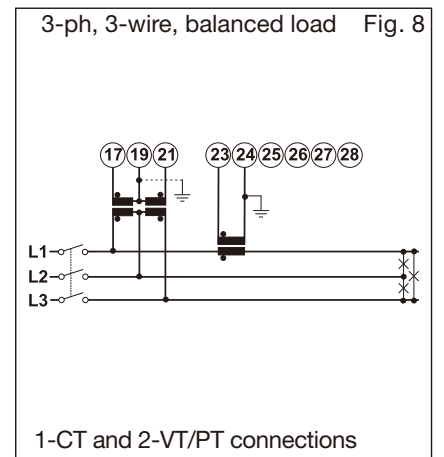 3-ph, 3-wire, balanced load Fig. 8
17 19 21 23 24 25 26 27 28
L1
L2
L3
1-CT and 2-VT/PT connections